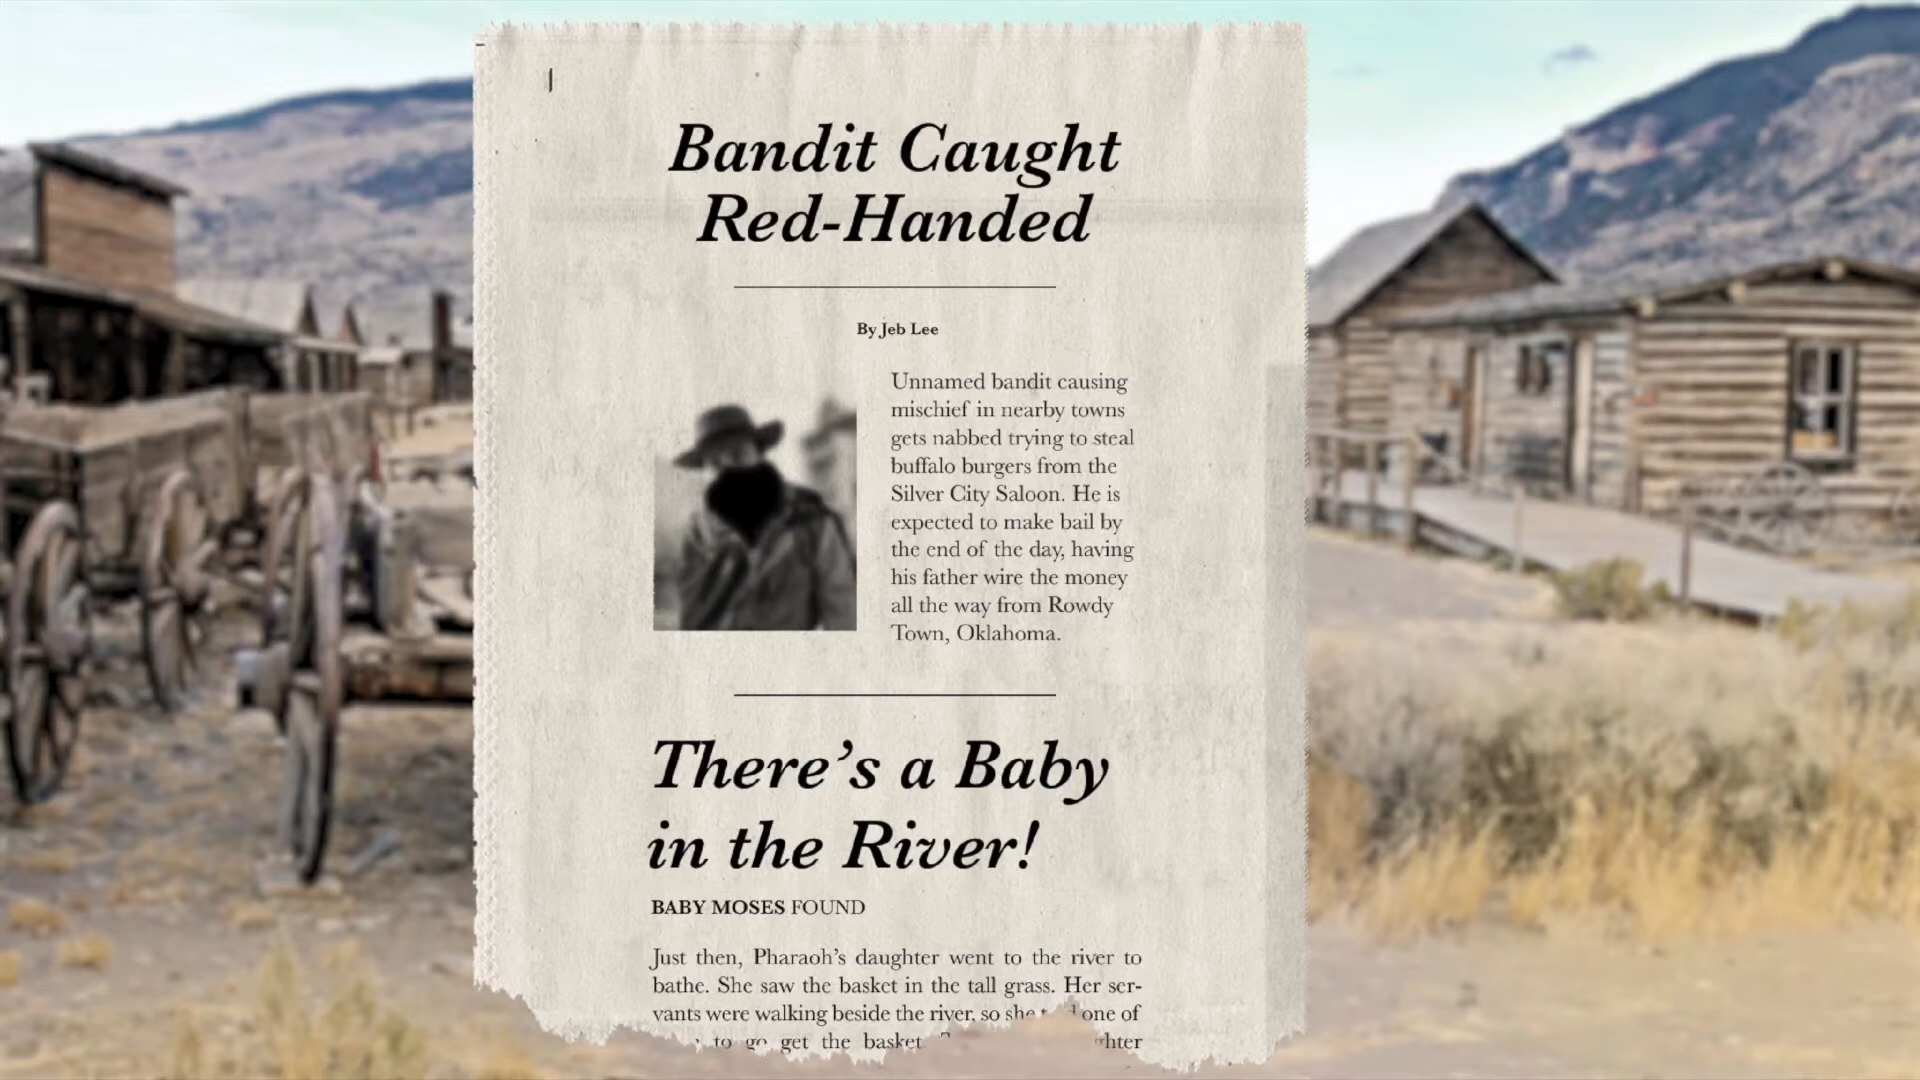 Bandit Caught
Red-Handed
By Jeb Lee
Unnamed bandit causing
mischief in nearby towns
gets nabbed trying to steal
buffalo burgers from the
Silver City Saloon. He is
expected to make bail by
the end of the day, having
his father wire the money
all the way from Rowdy
Town, Oklahoma.
There's a Baby
in the River!
BABY MOSES FOUND
Just then, Pharaoh's daughter went to the river to
bathe. She saw the basket in the tall grass. Her ser-
vants were walking beside the river, so she one of
to go get the basket